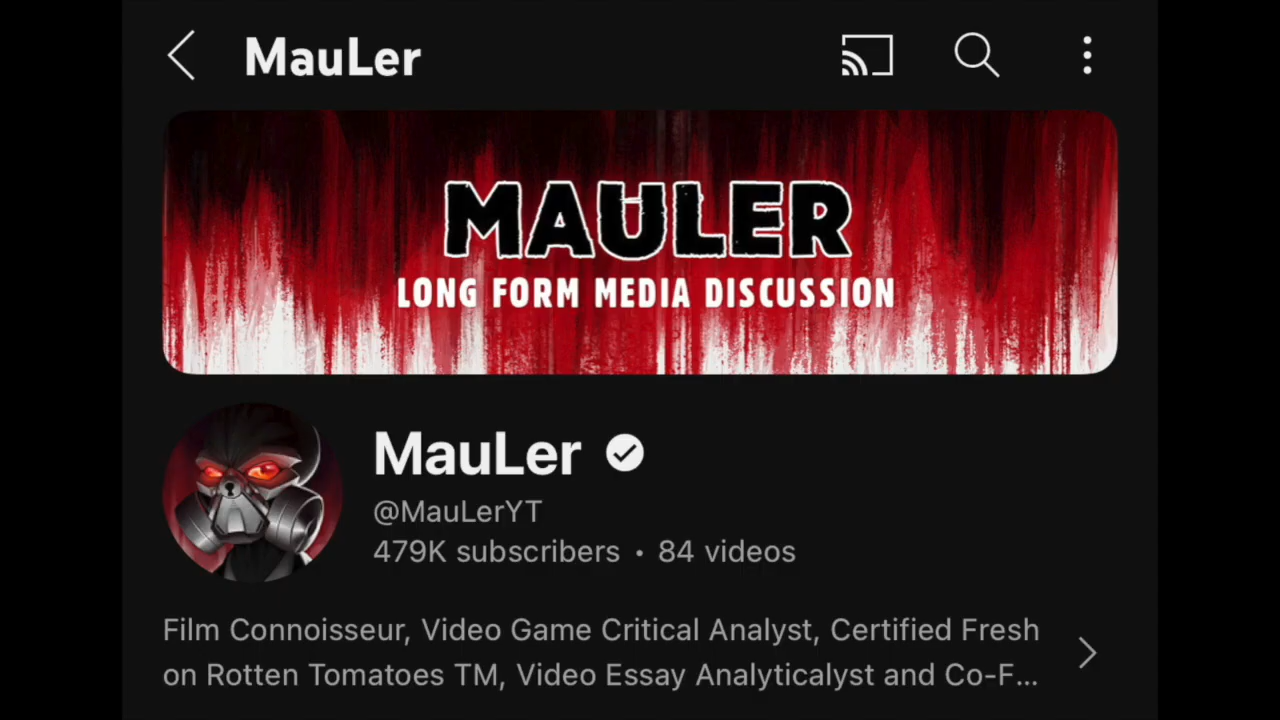 MauLer
MAULER
LONG FORM MEDIA DISCUSSION
MauLer
@MauLerYT
479K subscribers • 84 videos
Film Connoisseur, Video Game Critical Analyst, Certified Fresh
on Rotten Tomatoes TM, Video Essay Analyticalyst and Co-F...